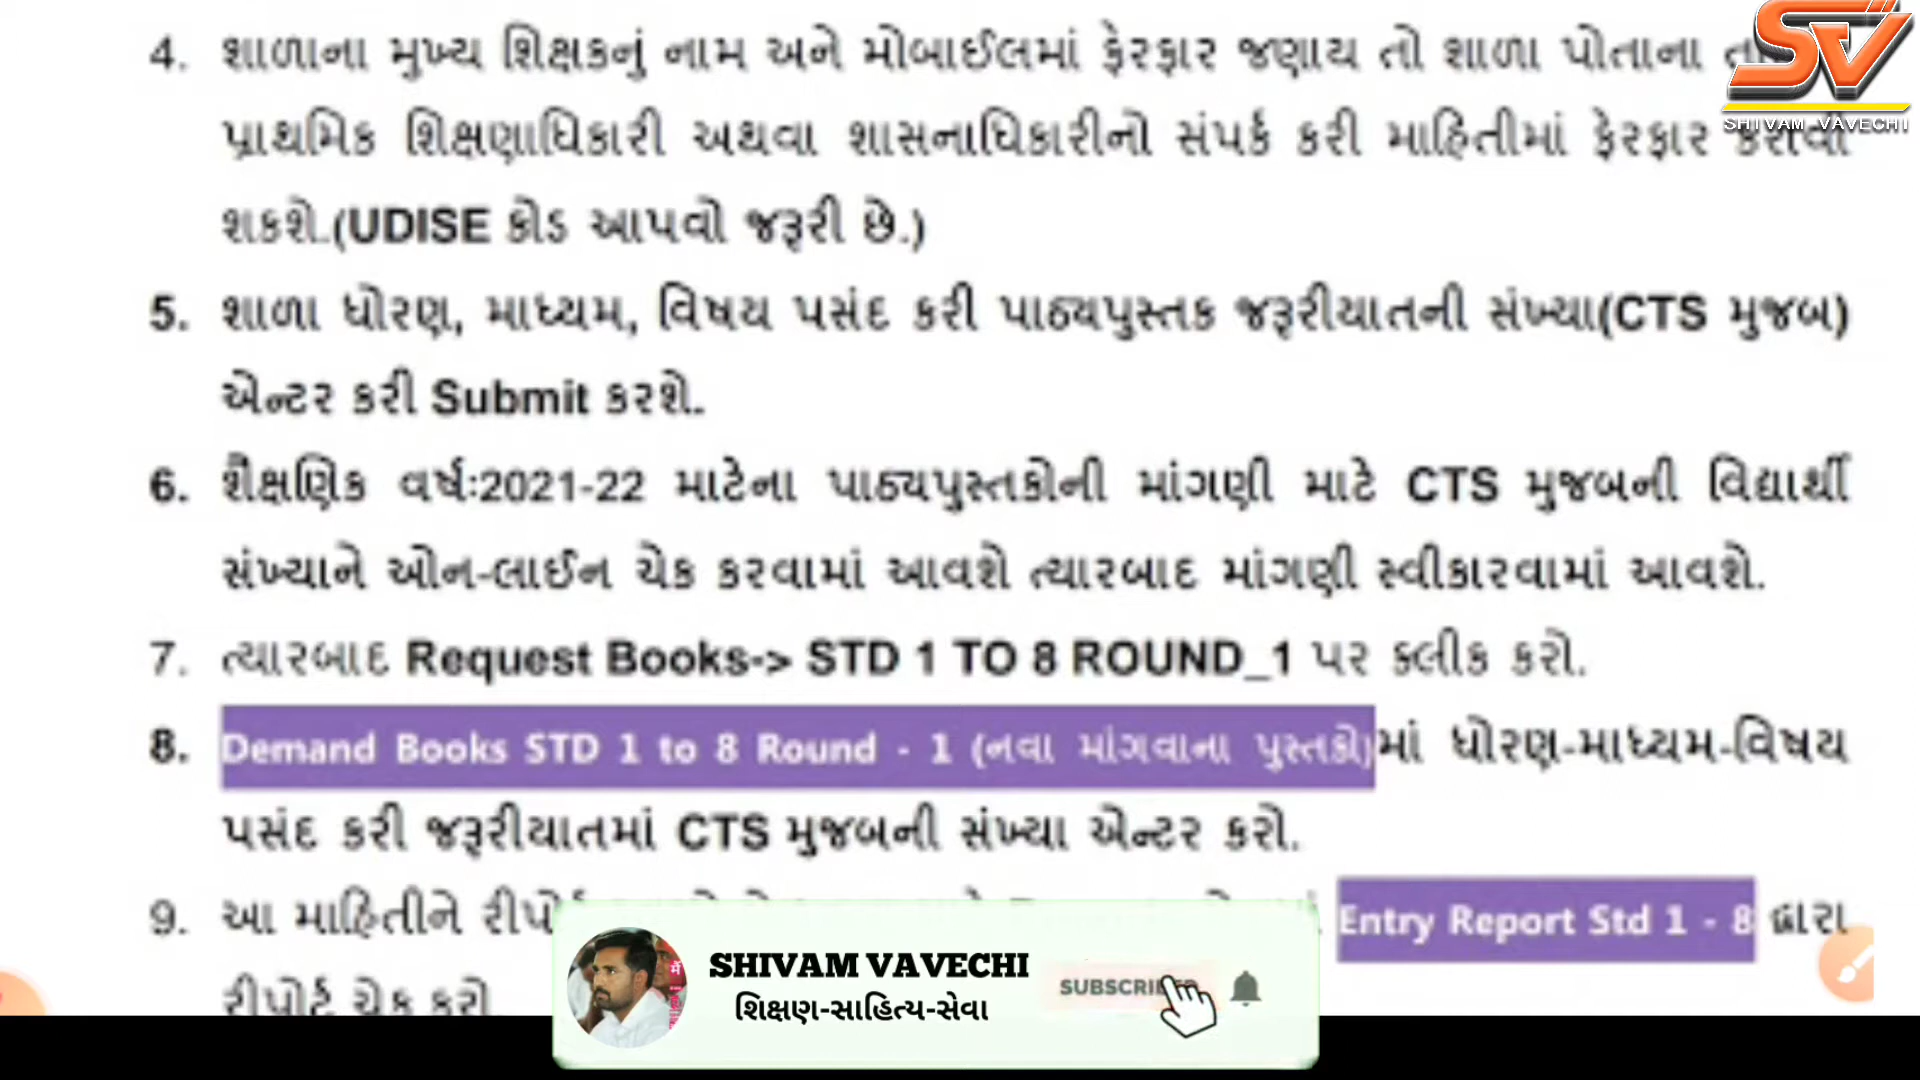 4. શાળાના મુખ્ય શિક્ષકનું નામ અને મોબાઈલમાં ફેરફાર જણાય તો શાળા પોતાના
SHIVAM VAVECHI
પ્રાથમિક શિક્ષણાધિકારી અથવા શાસનાધિકારીનો સંપર્ક કરી માહિતીમાં ફેરફાર કરાવી
શકશે.(UDISE કોડ આપવો જરૂરી છે.)
5. શાળા ધોરણ, માધ્યમ, વિષય પસંદ કરી પાઠ્યપુસ્તક જરૂરીયાતની સંખ્યા(CTS મુજબ)
એન્ટર કરી Submit કરશે.
6. શૈક્ષણિક વર્ષ:2021-22 માટેના પાઠ્યપુસ્તકોની માંગણી માટે CTS મુજબની વિદ્યાર્થી
સંખ્યાને ઓન-લાઈન ચેક કરવામાં આવશે ત્યારબાદ માંગણી સ્વીકારવામાં આવશે.
7. ત્યારબાદ Request Books-> STD 1 TO 8 ROUND_1 પર ક્લીક કરો.
8. Demand Books STD 1 to 8 Round - 1 (નવા માંગવાના પુસ્તકો)માં ધોરણ-માધ્યમ-વિષય
પસંદ કરી જરૂરીયાતમાં CTS મુજબની સંખ્યા એન્ટર કરો.
9. આ માહિતીને Entry Report Std 1 - 8 દ્વારા
રીપોર્ટ ચેક કરો
SHIVAM VAVECHI
શિક્ષણ-સાહિત્ય-સેવા
SUBSCRIBED